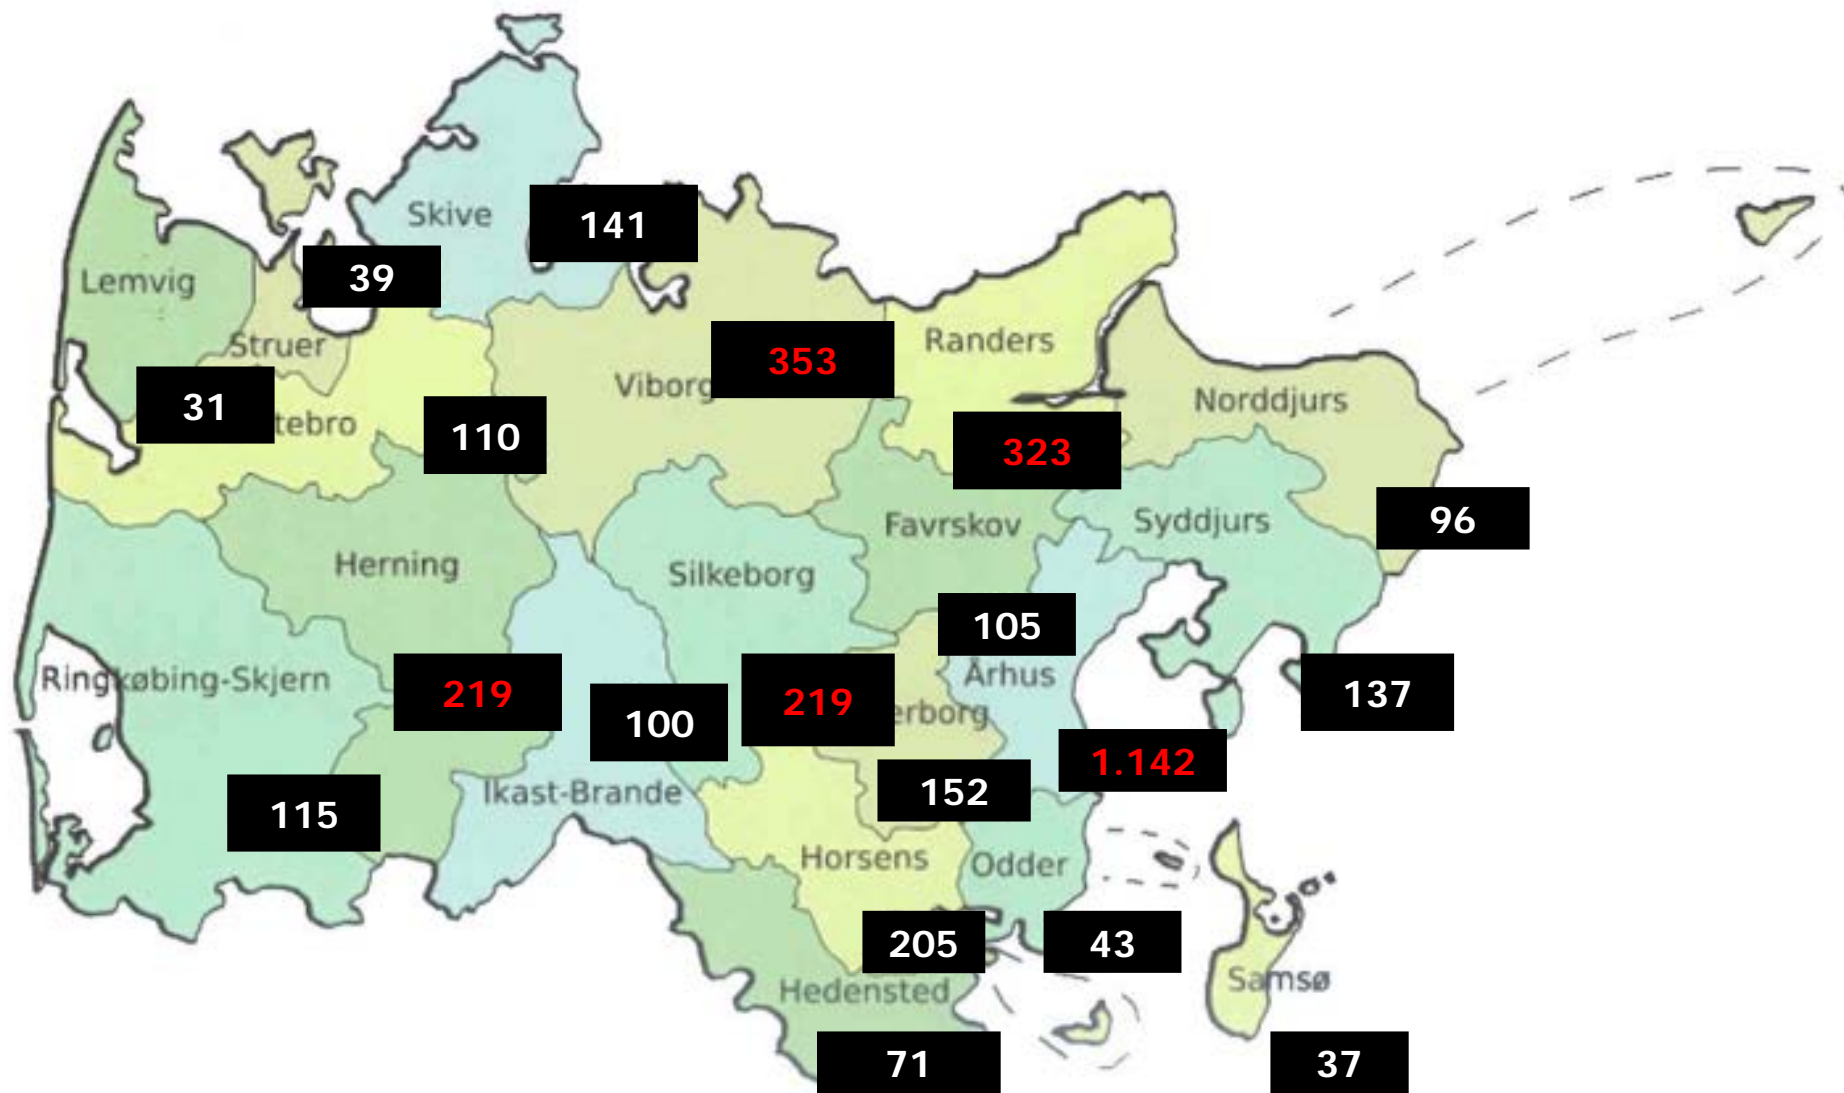 Skive
141
39
Lemvig
Struer
Randers
353
Viborg
Norddjurs
31
tebro
110
323
96
Favrskov
Syddjurs
Herning
Silkeborg
105
Århus
Ringkøbing-Skjern
219
219
137
100
erborg
1.142
152
Ikast-Brande
115
Horsens
Odder
205
43
Samsø
Hedensted
71
37